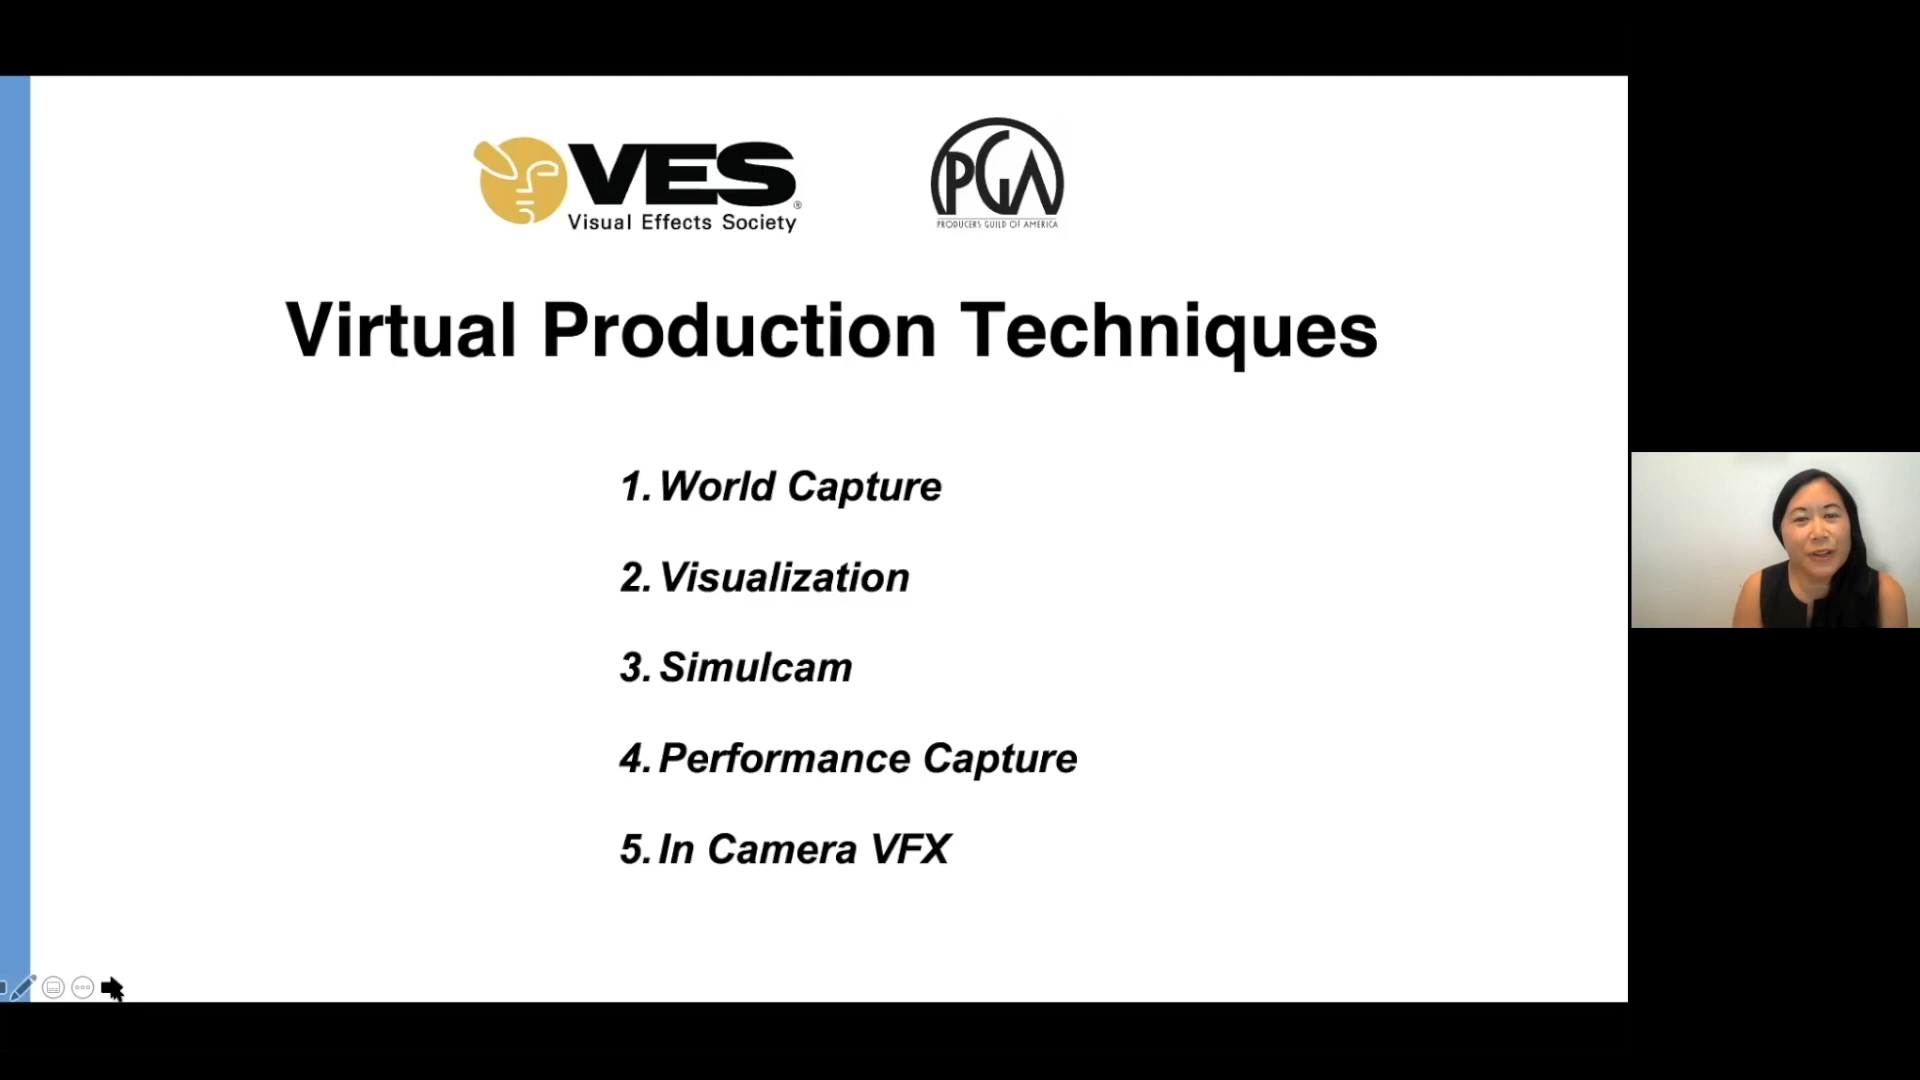 VES®
Visual Effects Society
PGA
PRODUCERS GUILD OF AMERICA
Virtual Production Techniques
1. World Capture
2. Visualization
3. Simulcam
4. Performance Capture
5. In Camera VFX